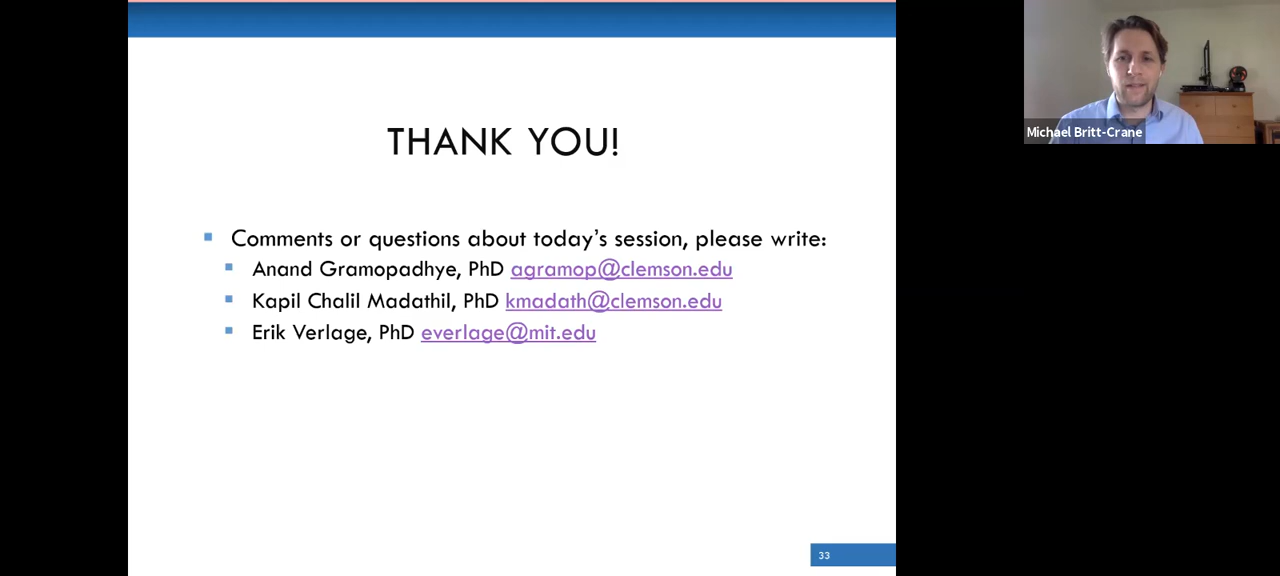 THANK YOU!
Comments or questions about today's session, please write:
Anand Gramopadhye, PhD agramop@clemson.edu
Kapil Chalil Madathil, PhD kmadath@clemson.edu
Erik Verlage, PhD everlage@mit.edu
33
Michael Britt-Crane